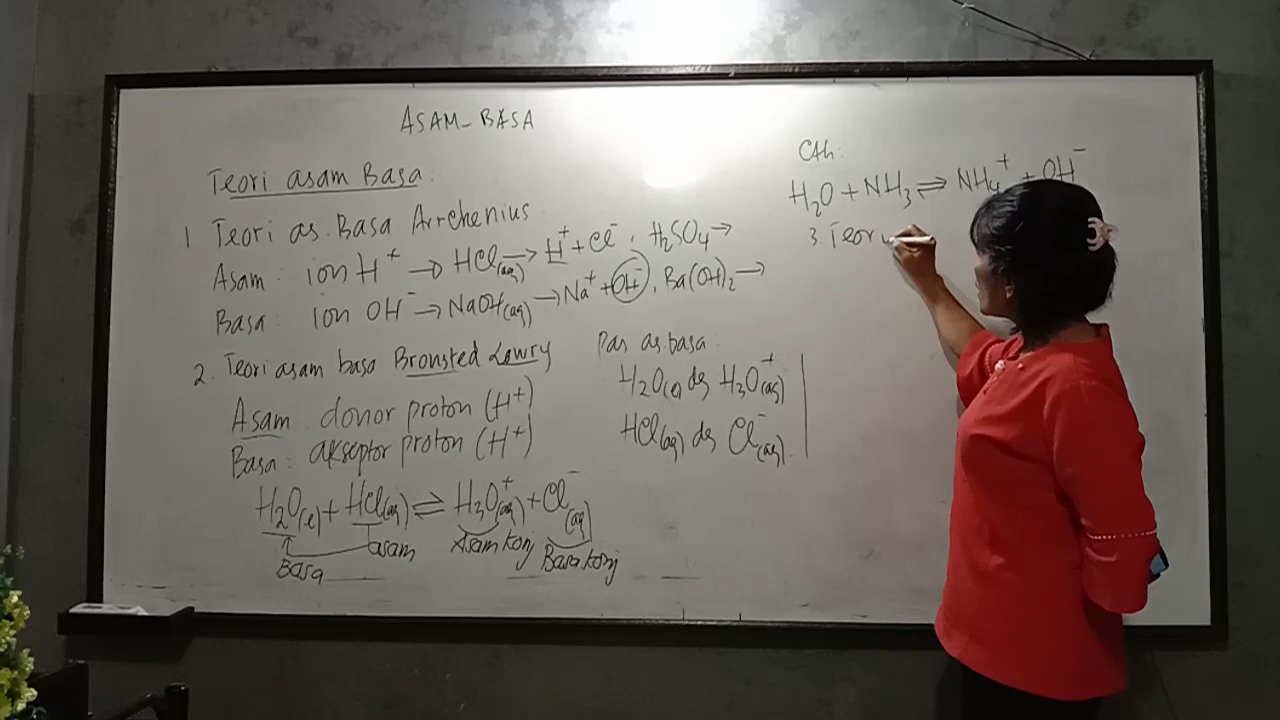 ASAM-BASA
Teori asam Basa
1 Teori as. Basa Arrhenius
Asam: ion H⁺ → HCl(aq) → H⁺ + Cl⁻, H₂SO₄ →
Basa: ion OH⁻ → NaOH(aq) → Na⁺ + OH⁻, Ba(OH)₂ →
2. Teori asam basa Bronsted Lowry
Asam donor proton (H⁺)
Basa: akseptor proton (H⁺)
H₂O(l) + HCl(aq) ⇌ H₃O⁺(aq) + Cl⁻(aq)
Basa asam Asam konj Basa konj
Pas as basa
H₂O(l) dg H₃O⁺(aq)
HCl(aq) dg Cl⁻(aq).
Cth:
H₂O + NH₃ ⇌ NH₄⁺ + OH⁻
3. Teori